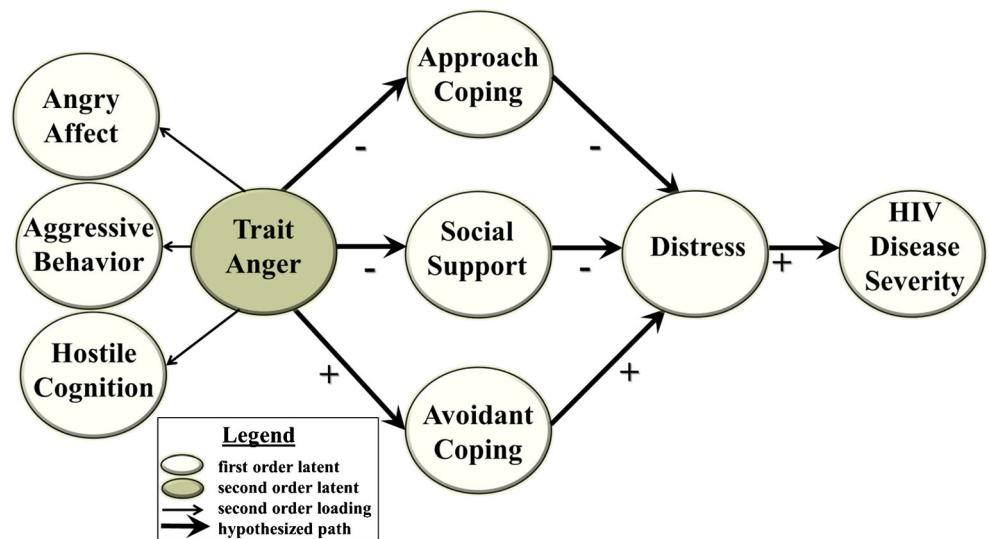 Angry
Affect
Aggressive
Behavior
Hostile
Cognition
Trait
Anger
-
-
+
Approach
Coping
Social
Support
Avoidant
Coping
-
-
+
Distress
+
HIV
Disease
Severity
Legend
first order latent
second order latent
second order loading
hypothesized path